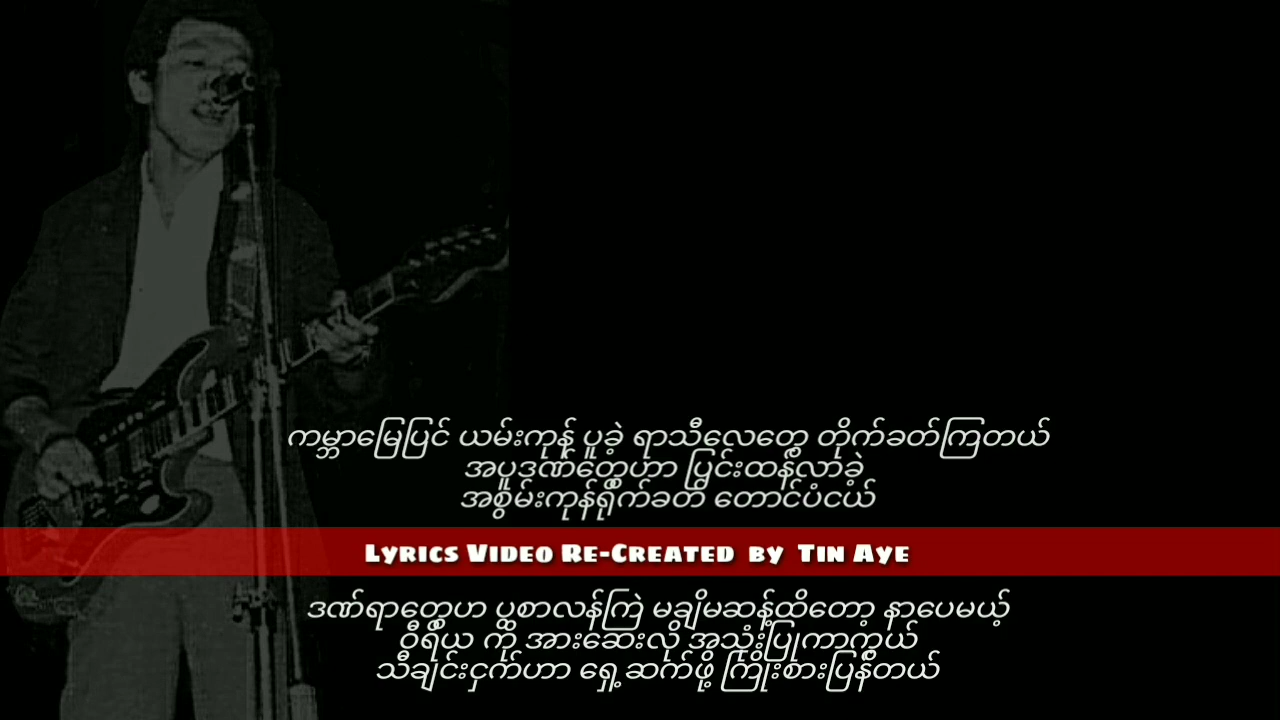 ကမ္ဘာမြေပြင် ယမ်းကုန် ပူခဲ့ ရာသီလေတွေ တိုက်ခတ်ကြတယ်
အပူဒဏ်တွေဟာ ပြင်းထန်လာခဲ့
အစွမ်းကုန်ရိုက်ခတ် တောင်ပံငယ်
Lyrics Video Re-Created by Tin Aye
ဒဏ်ရာတွေဟ ပွစာလန်ကြဲ မချိမဆန့်ထိတော့ နာပေမယ့်
ဝီရိယ ကို အားဆေးလို အသုံးပြုကာကွယ်
သီချင်းငှက်ဟာ ရှေ့ဆက်ဖို့ ကြိုးစားပြန်တယ်